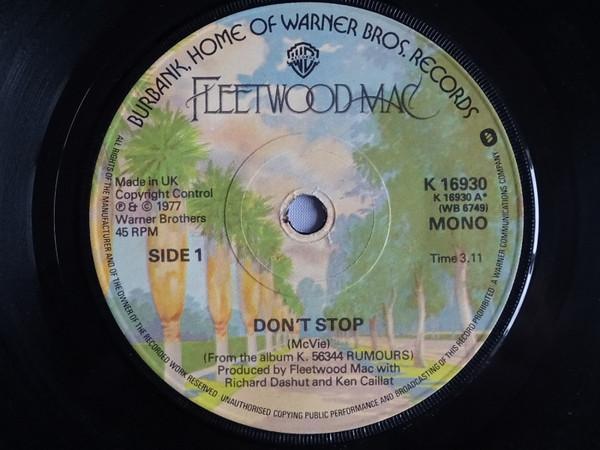 BURBANK, HOME OF WARNER BROS. RECORDS
FLEETWOOD MAC
Made in UK
Copyright Control
℗ & © 1977
Warner Brothers
45 RPM
SIDE 1
K 16930
K 16930 A*
(WB 6749)
MONO
Time 3.11
DON'T STOP
(McVie)
(From the album K. 56344 RUMOURS)
Produced by Fleetwood Mac with
Richard Dashut and Ken Caillat
ALL RIGHTS OF THE MANUFACTURER AND OF THE OWNER OF THE RECORDED WORK RESERVED UNAUTHORISED COPYING PUBLIC PERFORMANCE AND BROADCASTING OF THIS RECORD PROHIBITED A WARNER COMMUNICATIONS COMPANY